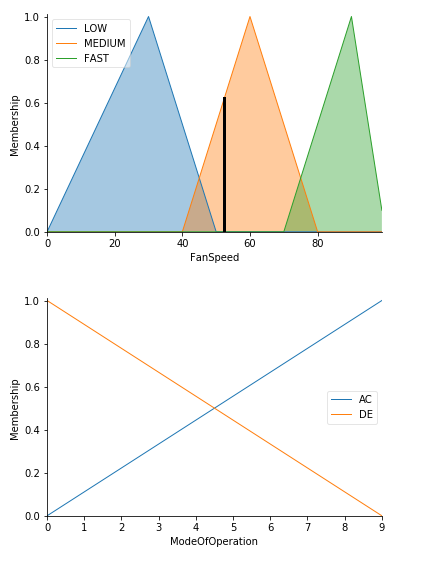 1.0
0.8
0.6
0.4
0.2
0.0
Membership
LOW
MEDIUM
FAST
0 20 40 60 80
FanSpeed
1.0
0.8
0.6
0.4
0.2
0.0
Membership
AC
DE
0 1 2 3 4 5 6 7 8 9
ModeOfOperation